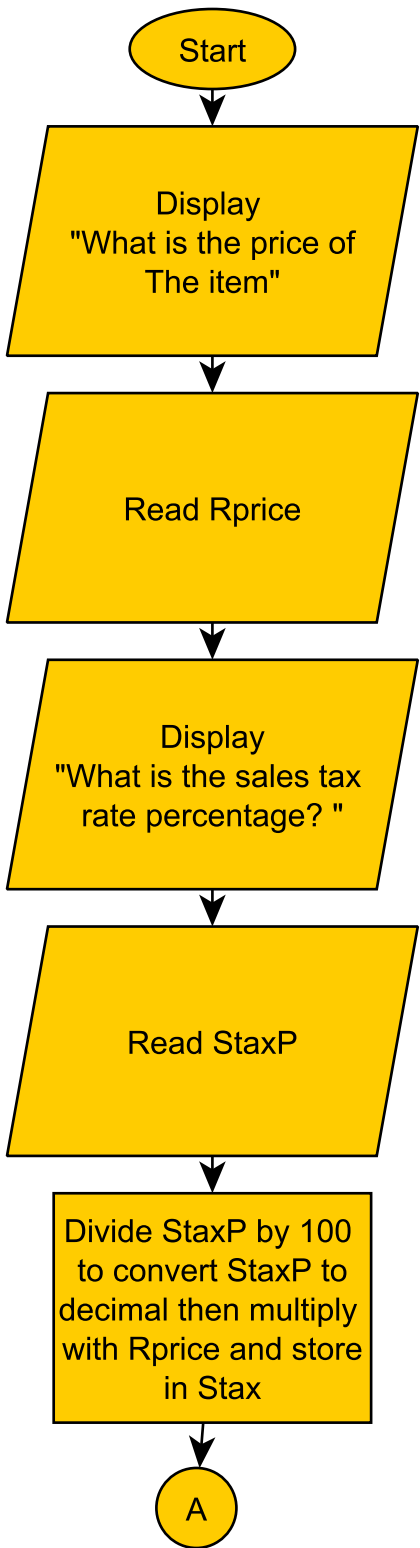 Start
Display
"What is the price of
The item"
Read Rprice
Display
"What is the sales tax
rate percentage? "
Read StaxP
Divide StaxP by 100
to convert StaxP to
decimal then multiply
with Rprice and store
in Stax
A